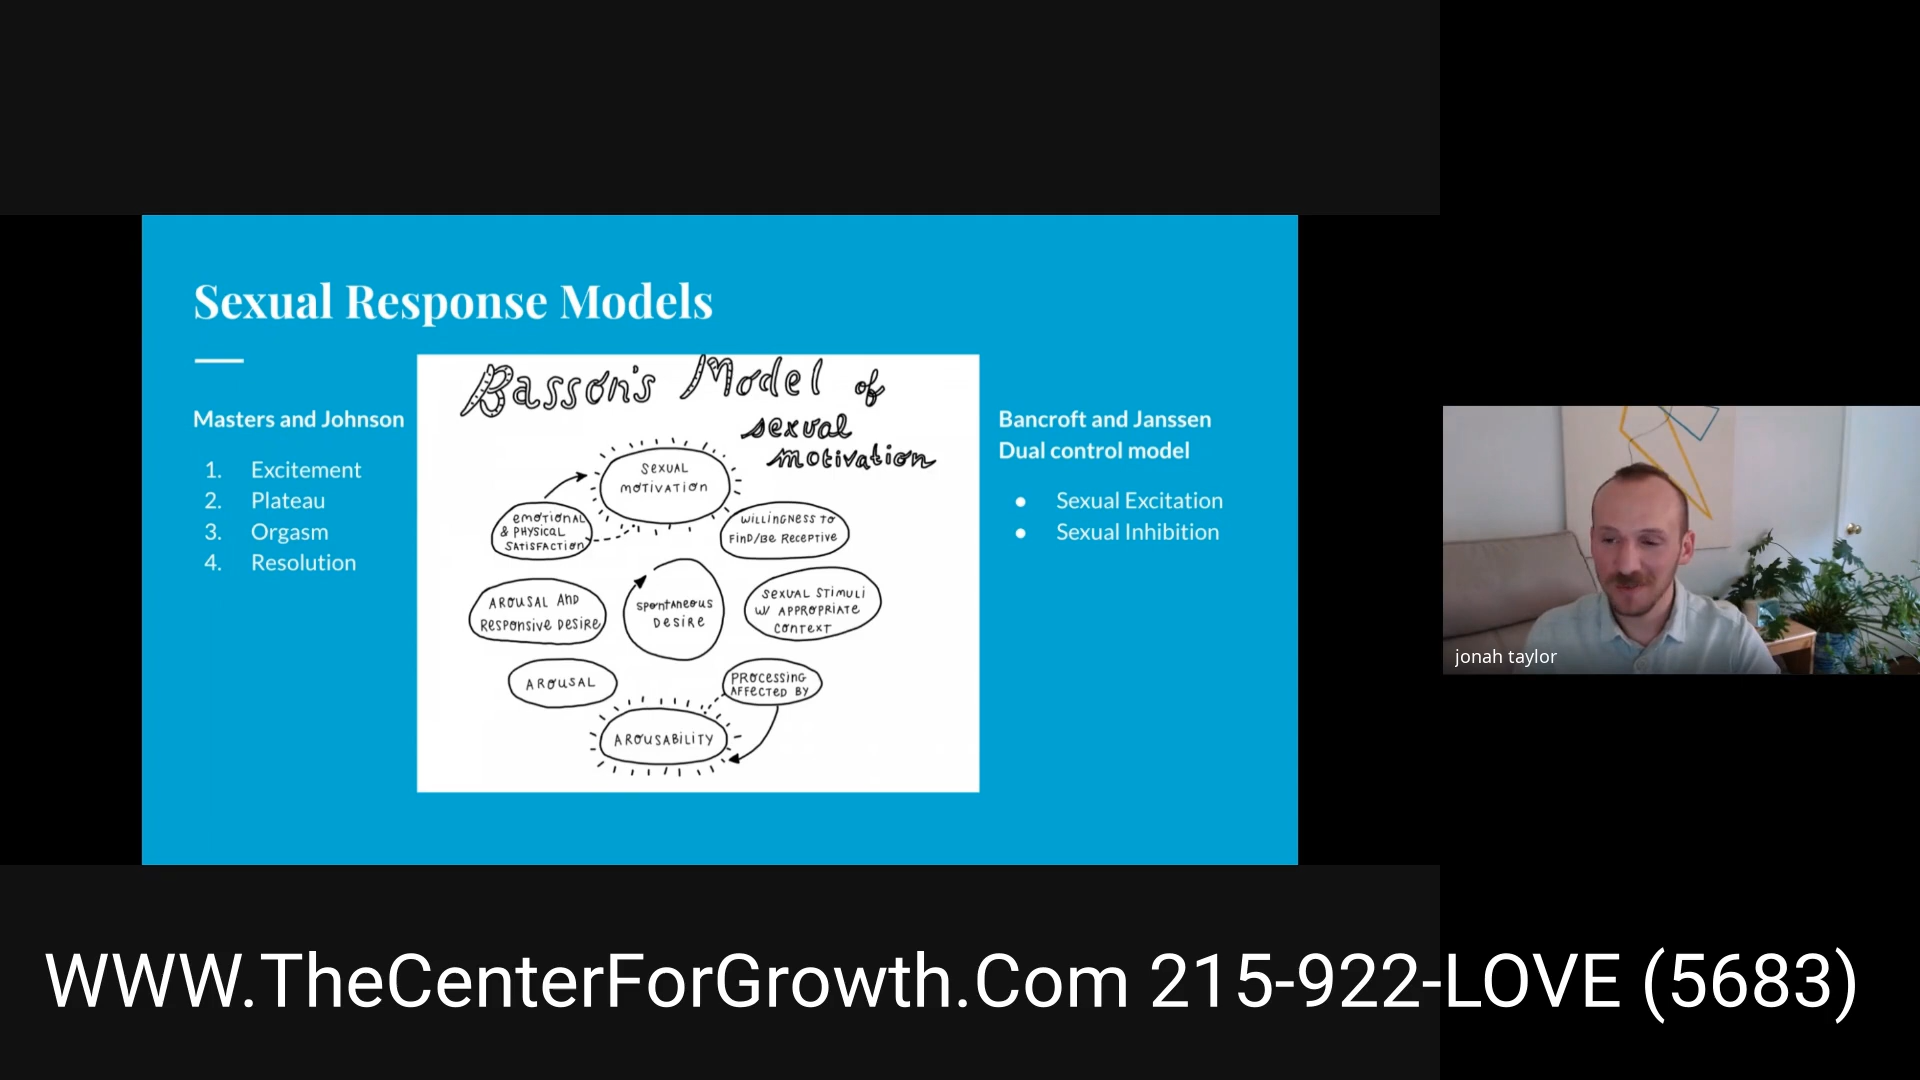 Sexual Response Models
Masters and Johnson
1. Excitement
2. Plateau
3. Orgasm
4. Resolution
Basson's Model of
sexual
motivation
SEXUAL
MOTIVATION
EMOTIONAL
& PHYSICAL
SATISFACTION
WILLINGNESS TO
FIND/BE RECEPTIVE
AROUSAL AND
RESPONSIVE DESIRE
SPONTANEOUS
DESIRE
SEXUAL STIMULI
W/ APPROPRIATE
CONTEXT
AROUSAL
PROCESSING
AFFECTED BY
AROUSABILITY
Bancroft and Janssen
Dual control model
● Sexual Excitation
● Sexual Inhibition
jonah taylor
WWW.TheCenterForGrowth.Com 215-922-LOVE (5683)